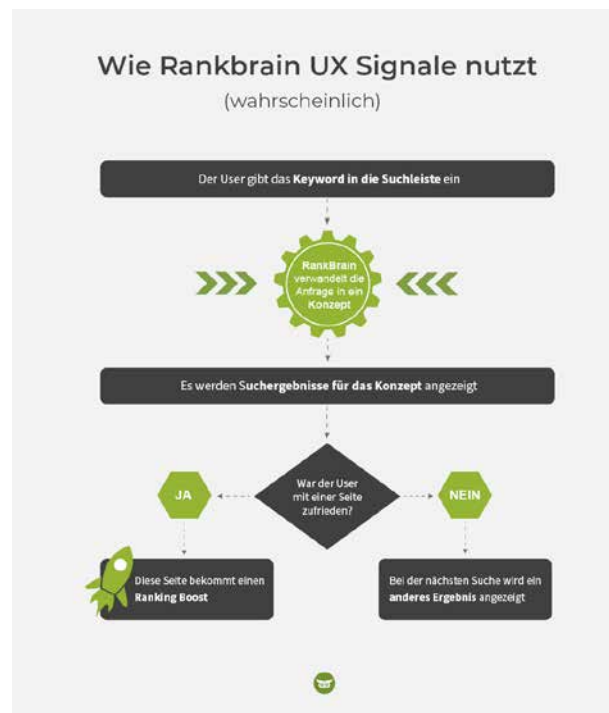 Wie Rankbrain UX Signale nutzt
(wahrscheinlich)
Der User gibt das Keyword in die Suchleiste ein
RankBrain
verwandelt die
Anfrage in ein
Konzept
Es werden Suchergebnisse für das Konzept angezeigt
War der User
mit einer Seite
zufrieden?
JA
NEIN
Diese Seite bekommt einen
Ranking Boost
Bei der nächsten Suche wird ein
anderes Ergebnis angezeigt